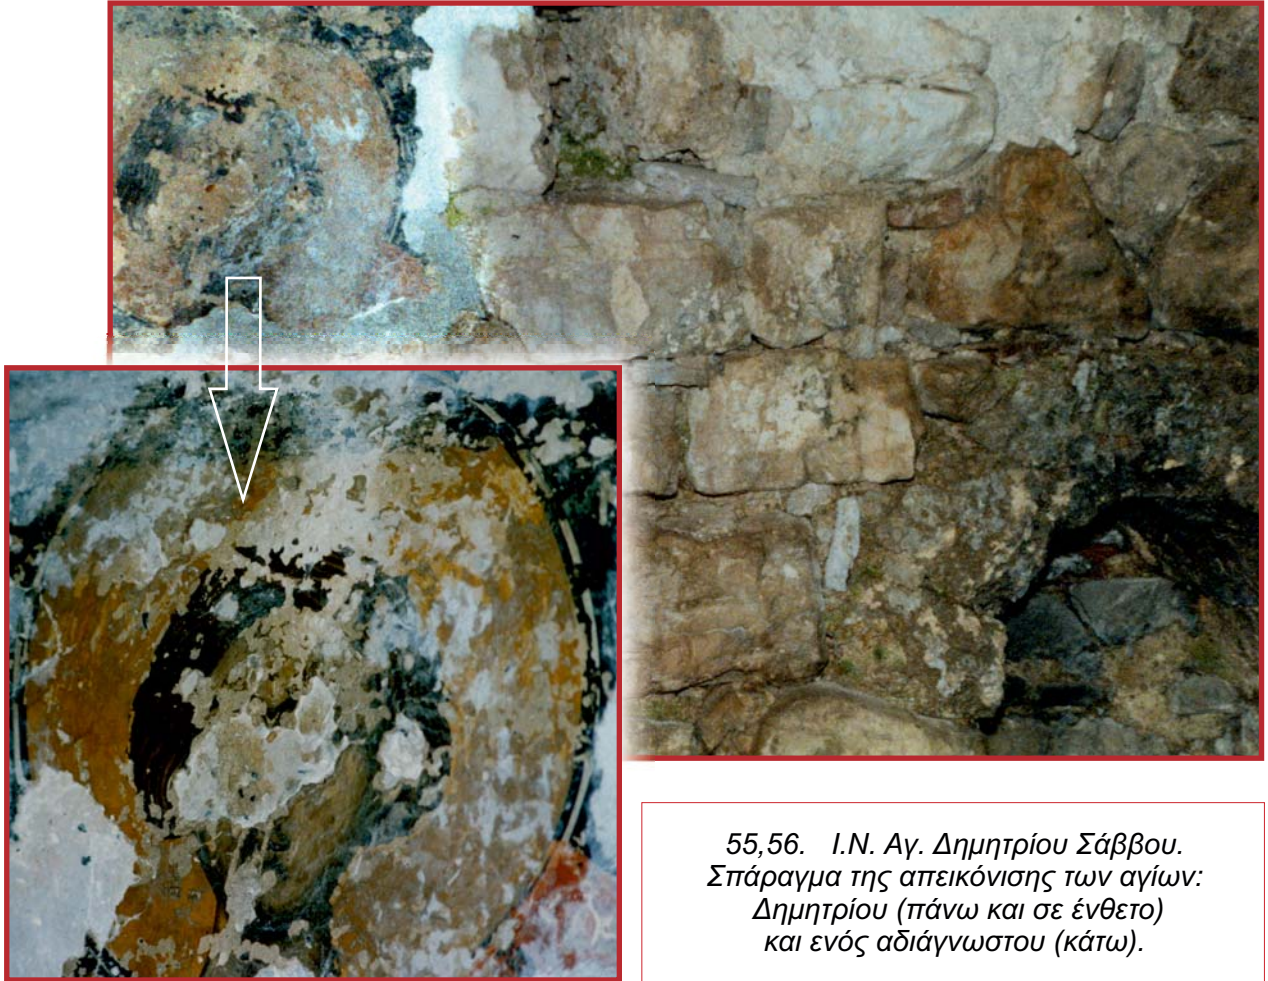 55,56. Ι.Ν. Αγ. Δημητρίου Σάββου.
Σπάραγμα της απεικόνισης των αγίων:
Δημητρίου (πάνω και σε ένθετο)
και ενός αδιάγνωστου (κάτω).